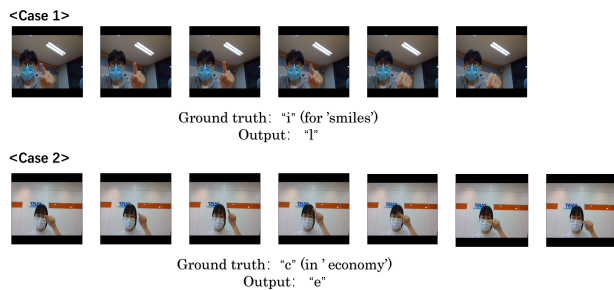 <Case 1>
Ground truth: “i” (for 'smiles')
Output: “l”
<Case 2>
Ground truth: “c” (in ' economy')
Output: “e”